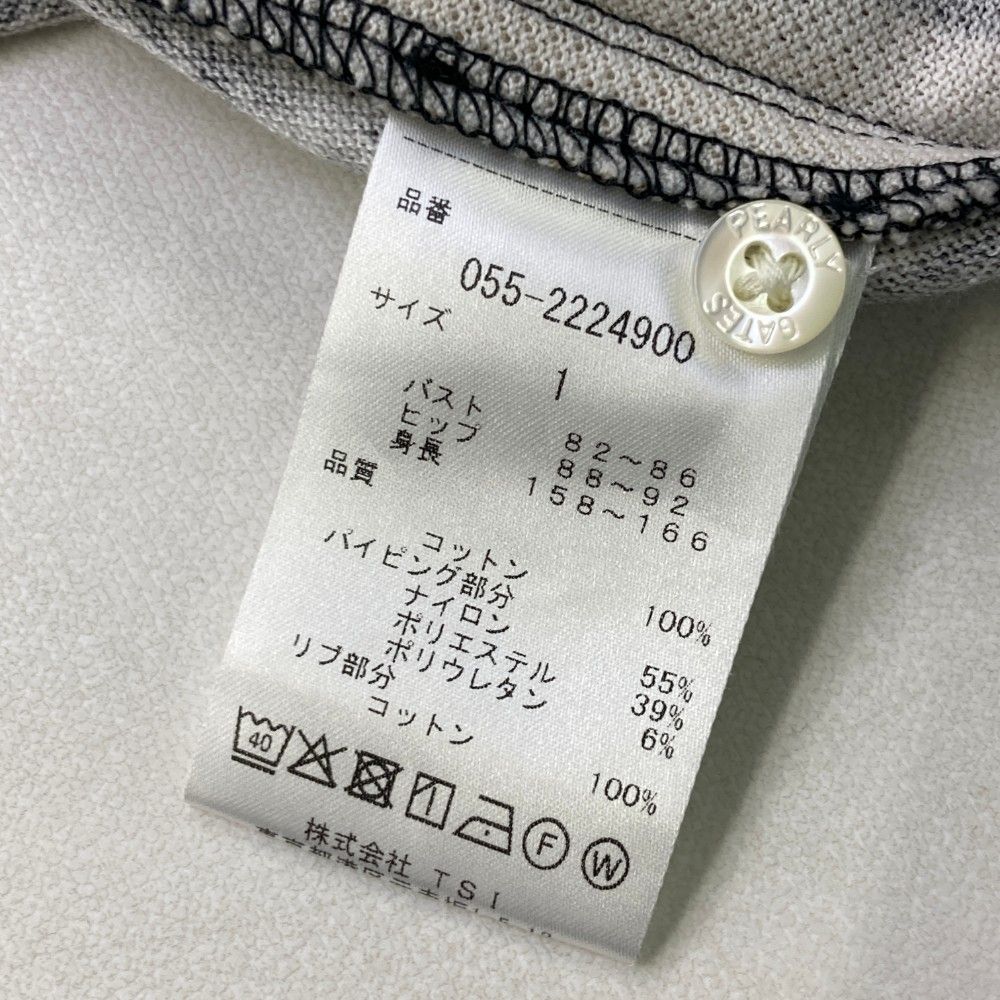 品番
055-2224900
サイズ
1
バスト 82～86
ヒップ 88～92
身長 158～166
品質
コットン 100%
パイピング部分
ナイロン 55%
ポリエステル 39%
ポリウレタン 6%
リブ部分
コットン 100%
40
F
W
株式会社 TSI
PEARLY
GATES